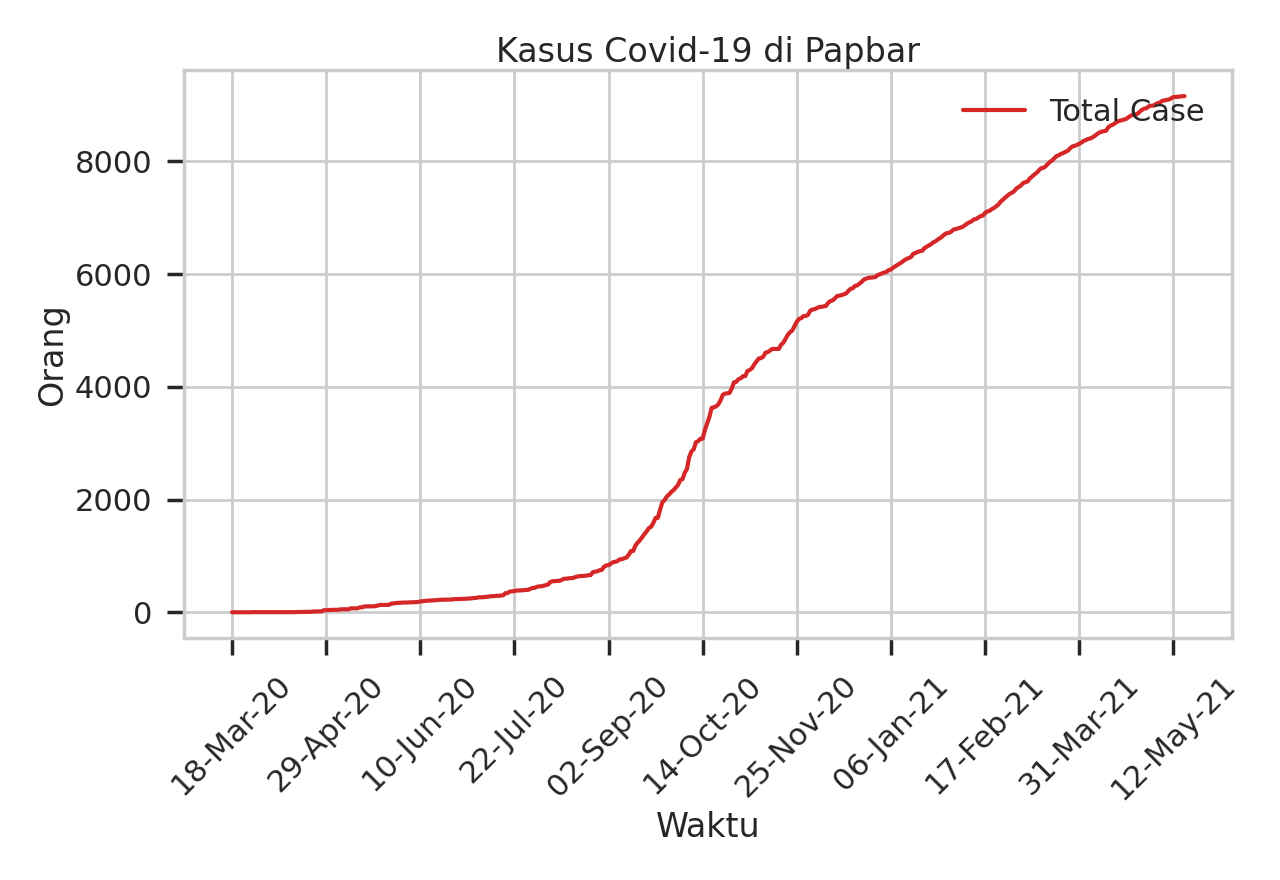 Kasus Covid-19 di Papbar
Total Case
8000
6000
4000
2000
0
Orang
18-Mar-20
29-Apr-20
10-Jun-20
22-Jul-20
02-Sep-20
14-Oct-20
25-Nov-20
06-Jan-21
17-Feb-21
31-Mar-21
12-May-21
Waktu